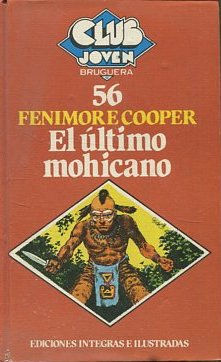 CLUB
JOVEN
BRUGUERA
56
FENIMORE COOPER
El último
mohicano
EDICIONES INTEGRAS E ILUSTRADAS